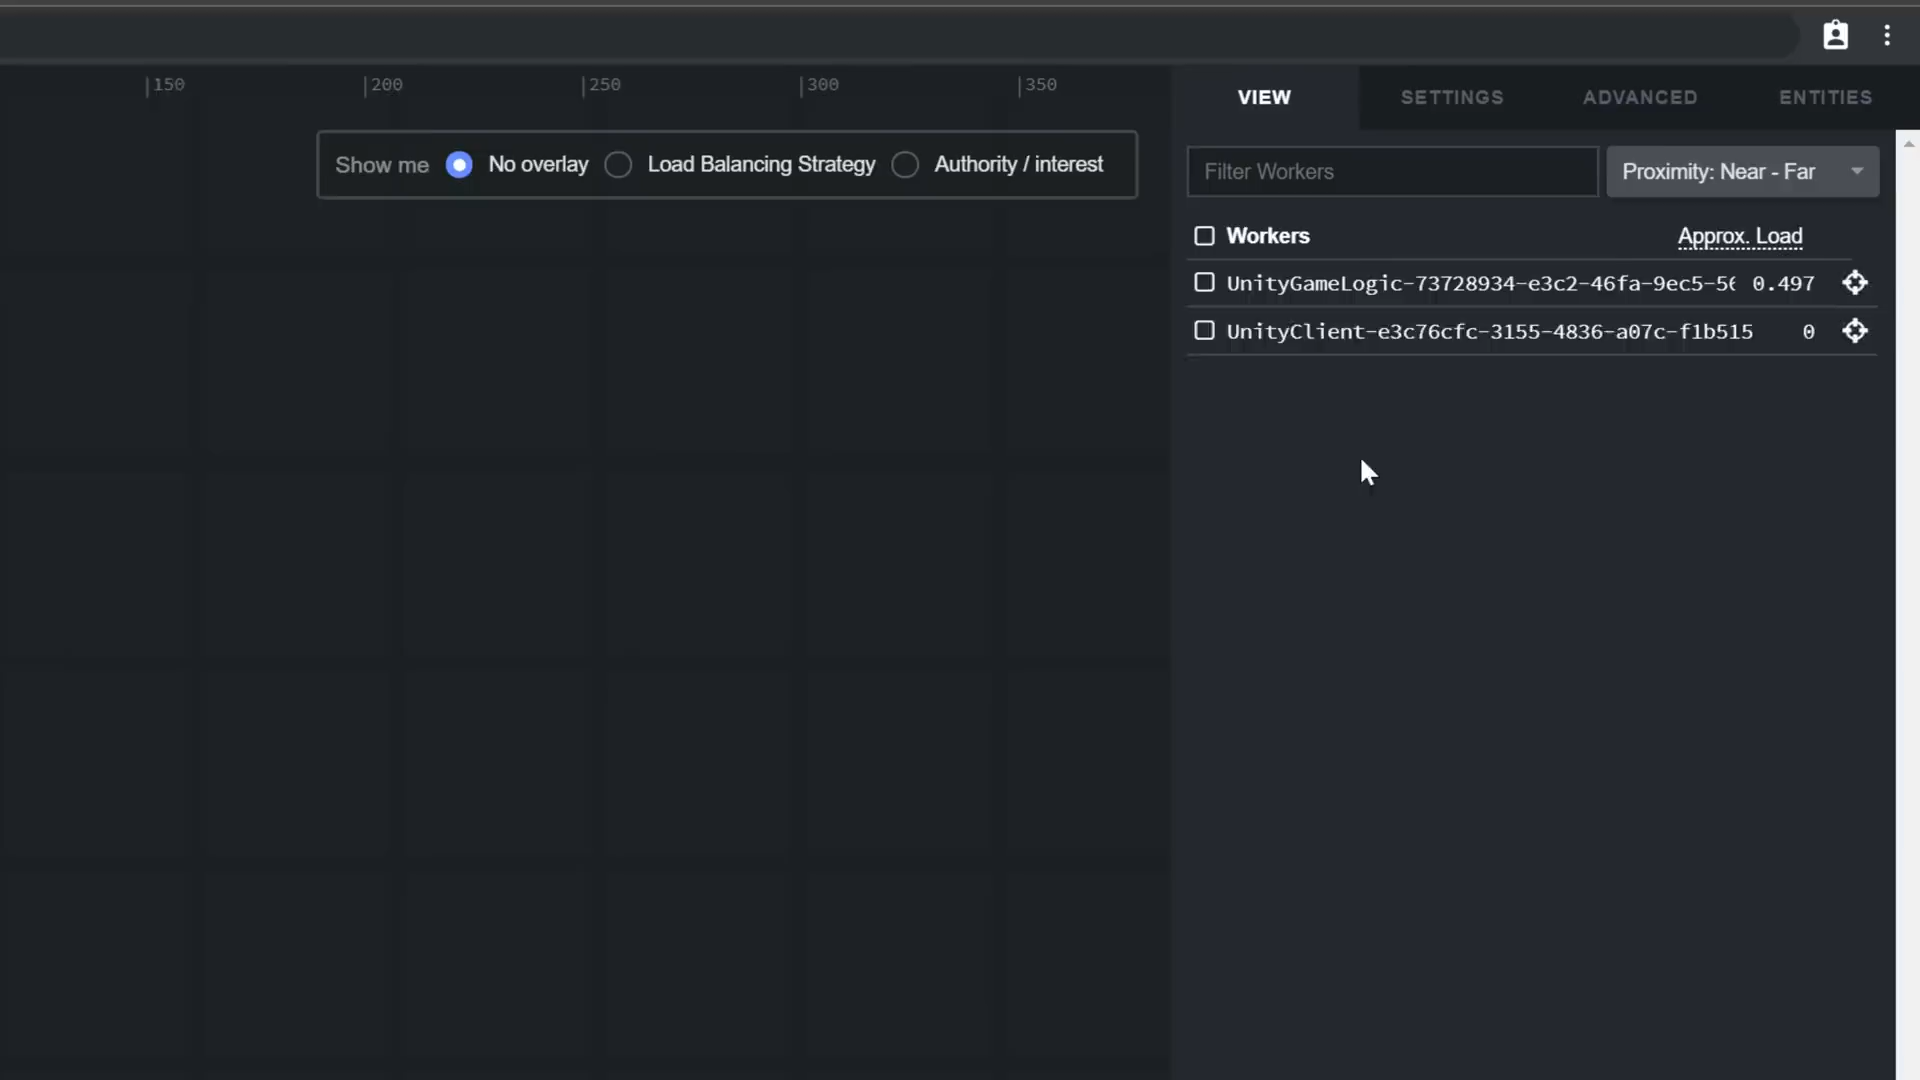 |150 |200 |250 |300 |350
VIEW SETTINGS ADVANCED ENTITIES
Show me No overlay Load Balancing Strategy Authority / interest
Filter Workers Proximity: Near - Far
Workers Approx. Load
UnityGameLogic-73728934-e3c2-46fa-9ec5-5 0.497
UnityClient-e3c76cfc-3155-4836-a07c-f1b515 0